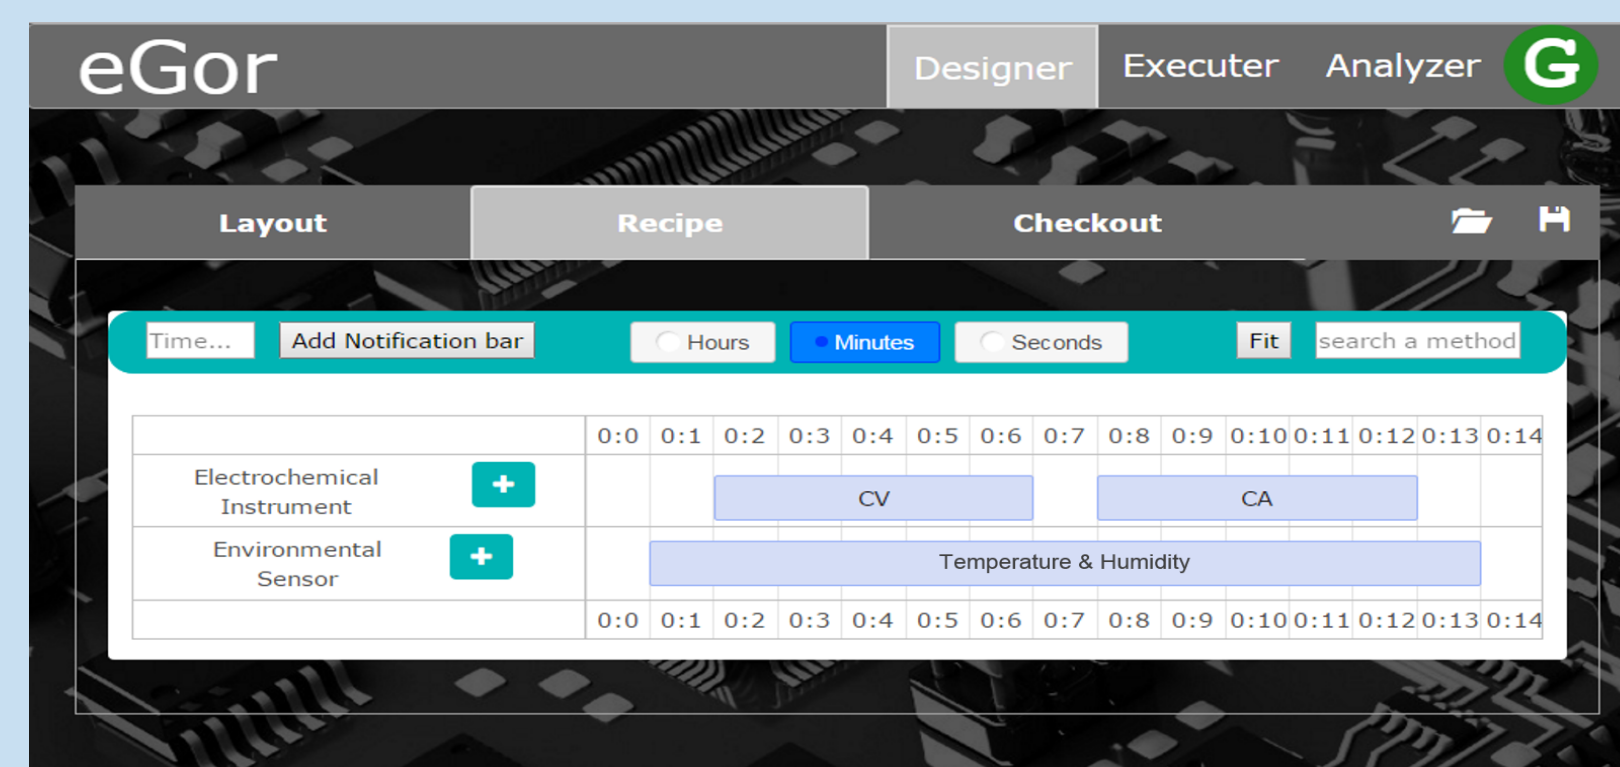 eGor
Designer Executer Analyzer G
Layout Recipe Checkout
Time... Add Notification bar Hours Minutes Seconds Fit search a method
0:0 0:1 0:2 0:3 0:4 0:5 0:6 0:7 0:8 0:9 0:10 0:11 0:12 0:13 0:14
Electrochemical
Instrument
+
CV CA
Environmental
Sensor
+
Temperature & Humidity
0:0 0:1 0:2 0:3 0:4 0:5 0:6 0:7 0:8 0:9 0:10 0:11 0:12 0:13 0:14